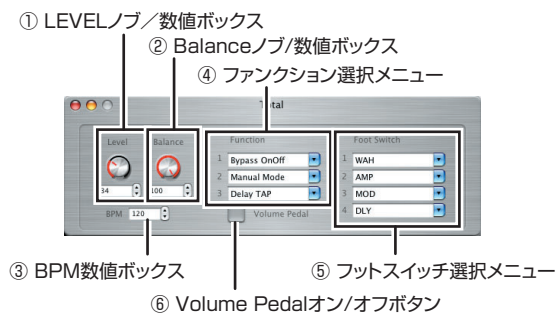 ① LEVELノブ／数値ボックス
② Balanceノブ/数値ボックス
④ ファンクション選択メニュー
Total
Level
Balance
Function
Foot Switch
1 Bypass OnOff
2 Manual Mode
3 Delay TAP
1 WAH
2 AMP
3 MOD
4 DLY
34
100
BPM 120
Volume Pedal
③ BPM数値ボックス
⑤ フットスイッチ選択メニュー
⑥ Volume Pedalオン/オフボタン